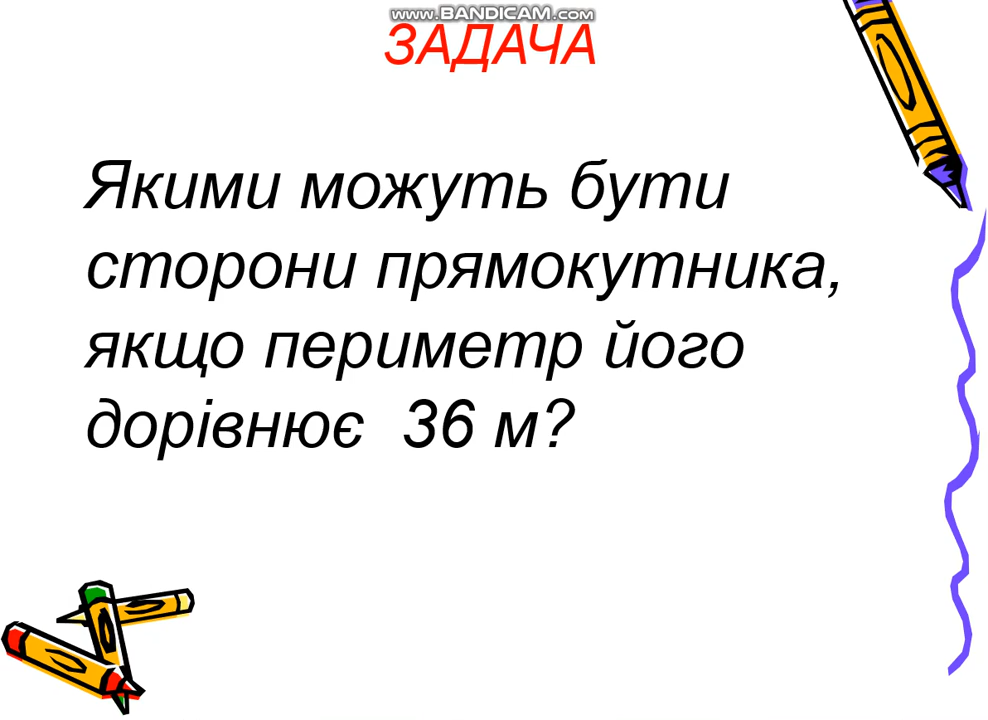 www.BANDICAM.com
ЗАДАЧА
Якими можуть бути
сторони прямокутника,
якщо периметр його
дорівнює 36 м?